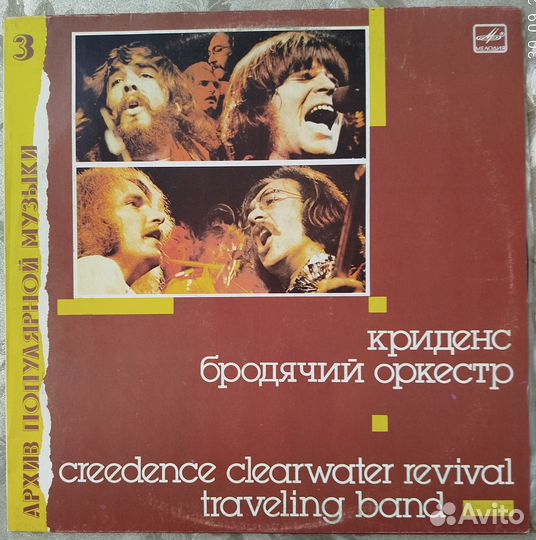 3
АРХИВ ПОПУЛЯРНОЙ МУЗЫКИ
МЕЛОДИЯ
криденс
бродячий оркестр
creedence clearwater revival
traveling band
Avito